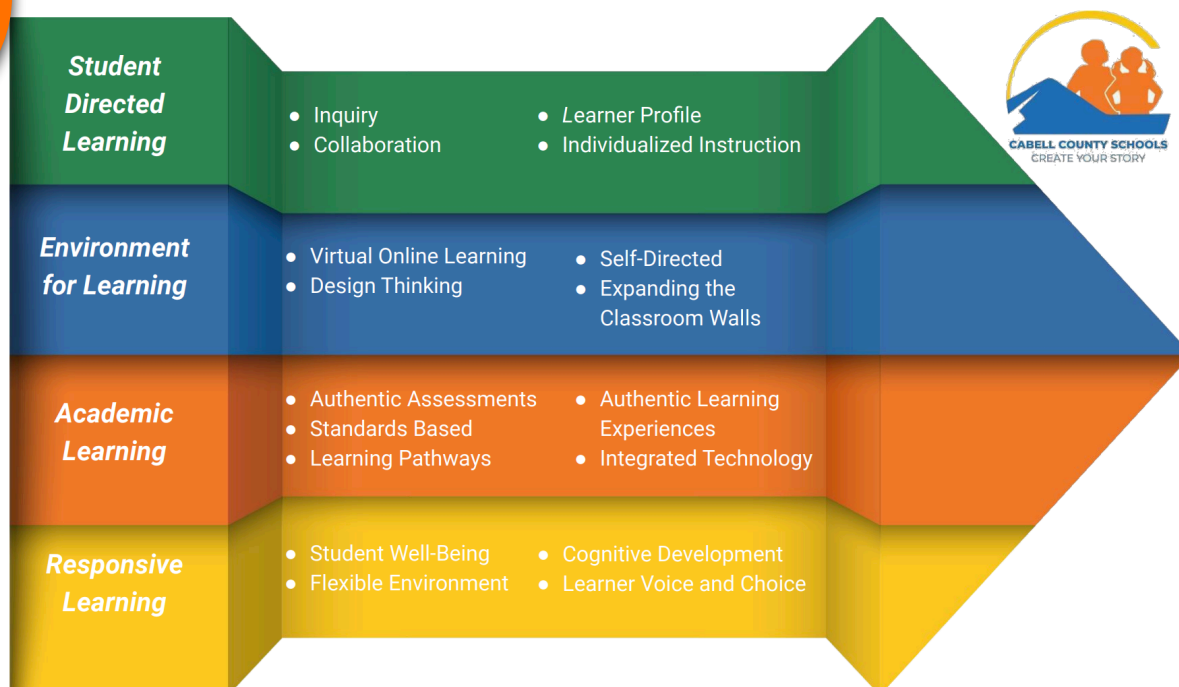 Student
Directed
Learning
● Inquiry
● Collaboration
● Learner Profile
● Individualized Instruction
CABELL COUNTY SCHOOLS
CREATE YOUR STORY
Environment
for Learning
● Virtual Online Learning
● Design Thinking
● Self-Directed
● Expanding the
Classroom Walls
Academic
Learning
● Authentic Assessments
● Standards Based
● Learning Pathways
● Authentic Learning
Experiences
● Integrated Technology
Responsive
Learning
● Student Well-Being
● Flexible Environment
● Cognitive Development
● Learner Voice and Choice